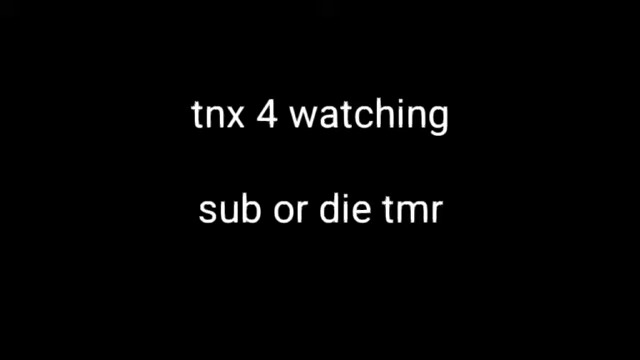 tnx 4 watching
sub or die tmr